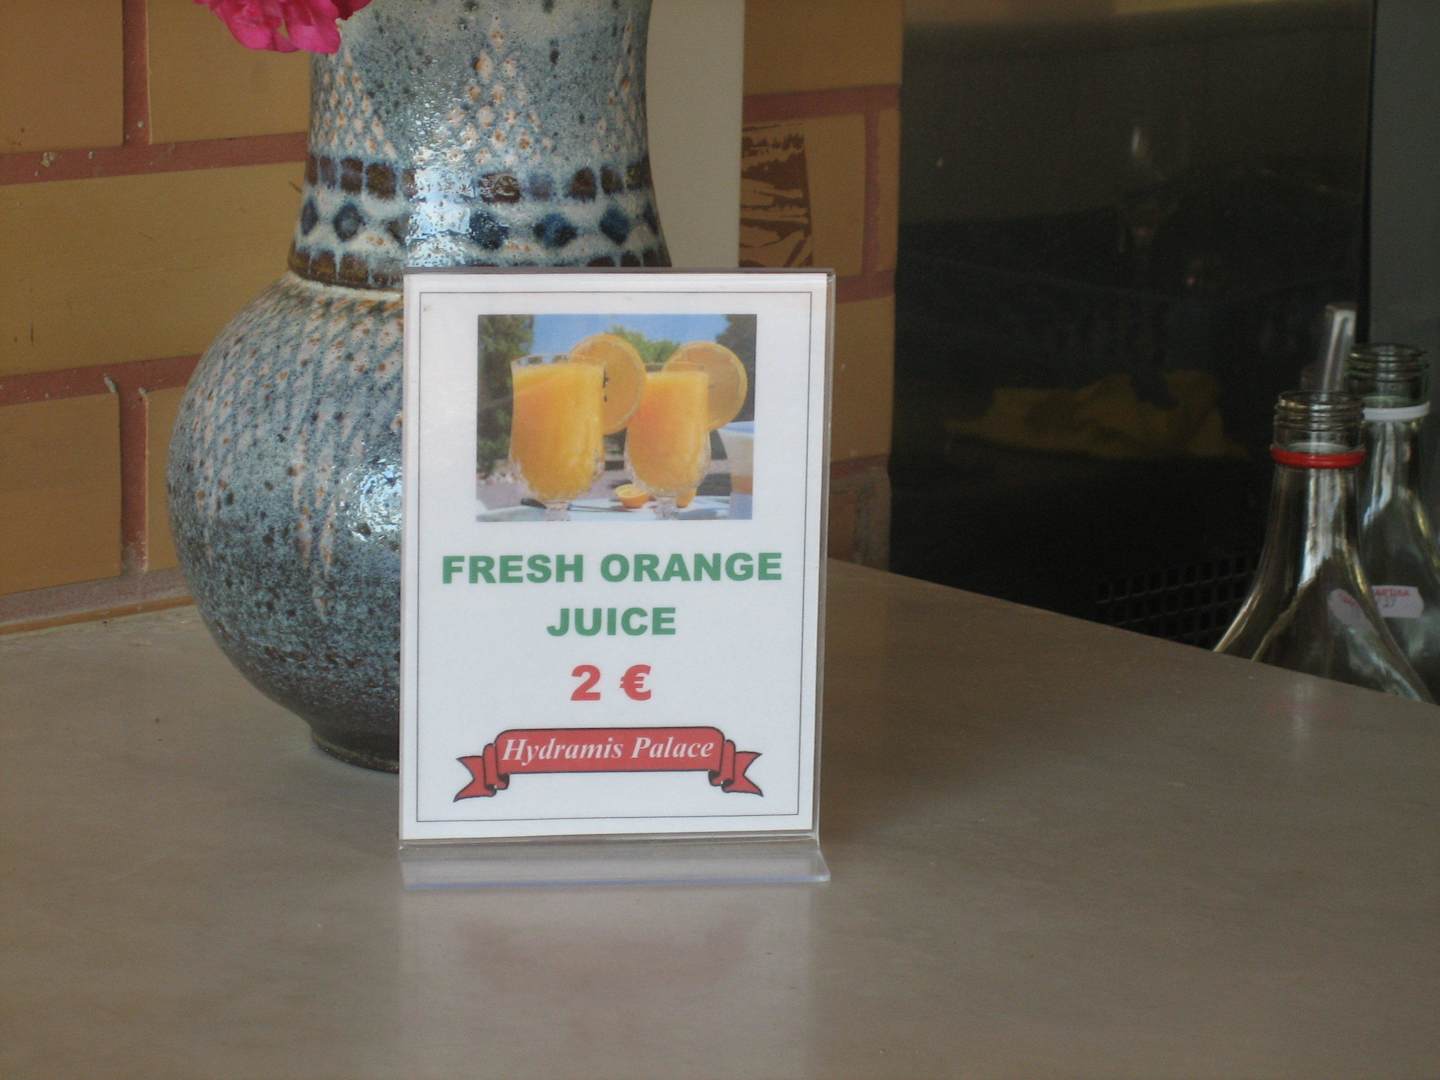 FRESH ORANGE
JUICE
2 €
Hydramis Palace